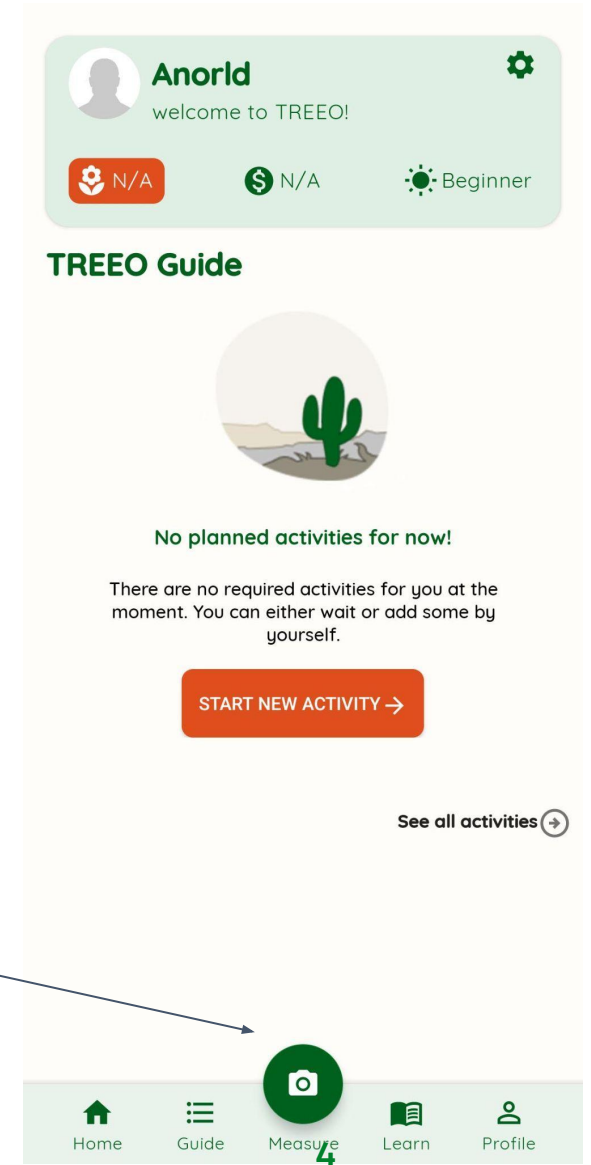 Anorld
welcome to TREEO!
N/A
N/A
Beginner
TREEO Guide
No planned activities for now!
There are no required activities for you at the
moment. You can either wait or add some by
yourself.
START NEW ACTIVITY
See all activities
Home
Guide
Measure
Learn
Profile
4